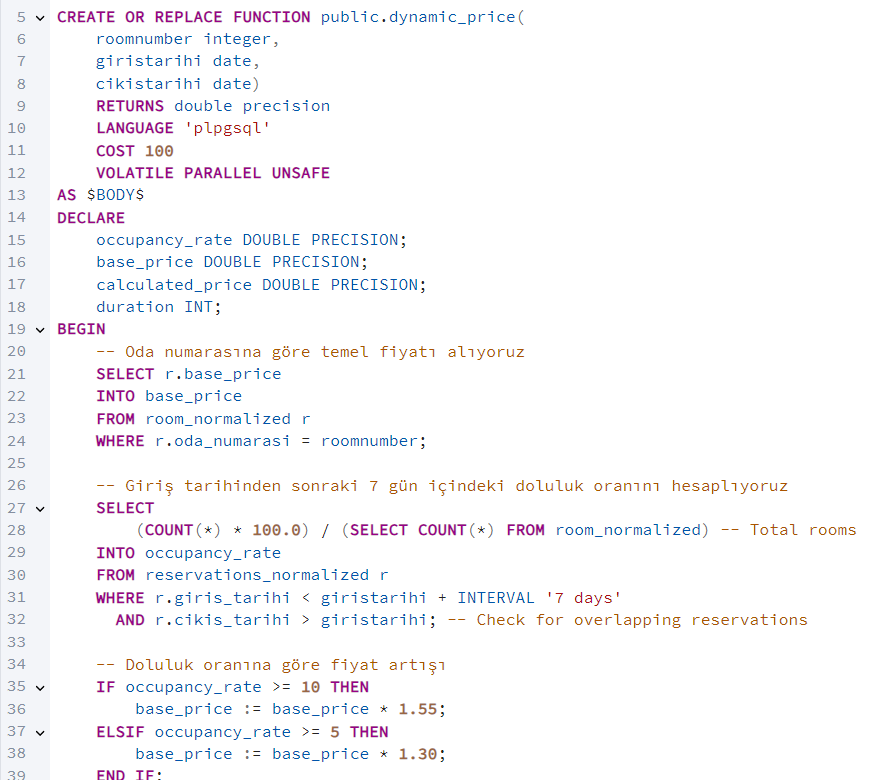 5 CREATE OR REPLACE FUNCTION public.dynamic_price(
6 roomnumber integer,
7 giristarihi date,
8 cikistarihi date)
9 RETURNS double precision
10 LANGUAGE 'plpgsql'
11 COST 100
12 VOLATILE PARALLEL UNSAFE
13 AS $BODY$
14 DECLARE
15 occupancy_rate DOUBLE PRECISION;
16 base_price DOUBLE PRECISION;
17 calculated_price DOUBLE PRECISION;
18 duration INT;
19 BEGIN
20 -- Oda numarasına göre temel fiyatı alıyoruz
21 SELECT r.base_price
22 INTO base_price
23 FROM room_normalized r
24 WHERE r.oda_numarasi = roomnumber;
25
26 -- Giriş tarihinden sonraki 7 gün içindeki doluluk oranını hesaplıyoruz
27 SELECT
28 (COUNT(*) * 100.0) / (SELECT COUNT(*) FROM room_normalized) -- Total rooms
29 INTO occupancy_rate
30 FROM reservations_normalized r
31 WHERE r.giris_tarihi < giristarihi + INTERVAL '7 days'
32 AND r.cikis_tarihi > giristarihi; -- Check for overlapping reservations
33
34 -- Doluluk oranına göre fiyat artışı
35 IF occupancy_rate >= 10 THEN
36 base_price := base_price * 1.55;
37 ELSIF occupancy_rate >= 5 THEN
38 base_price := base_price * 1.30;
39 END IF;